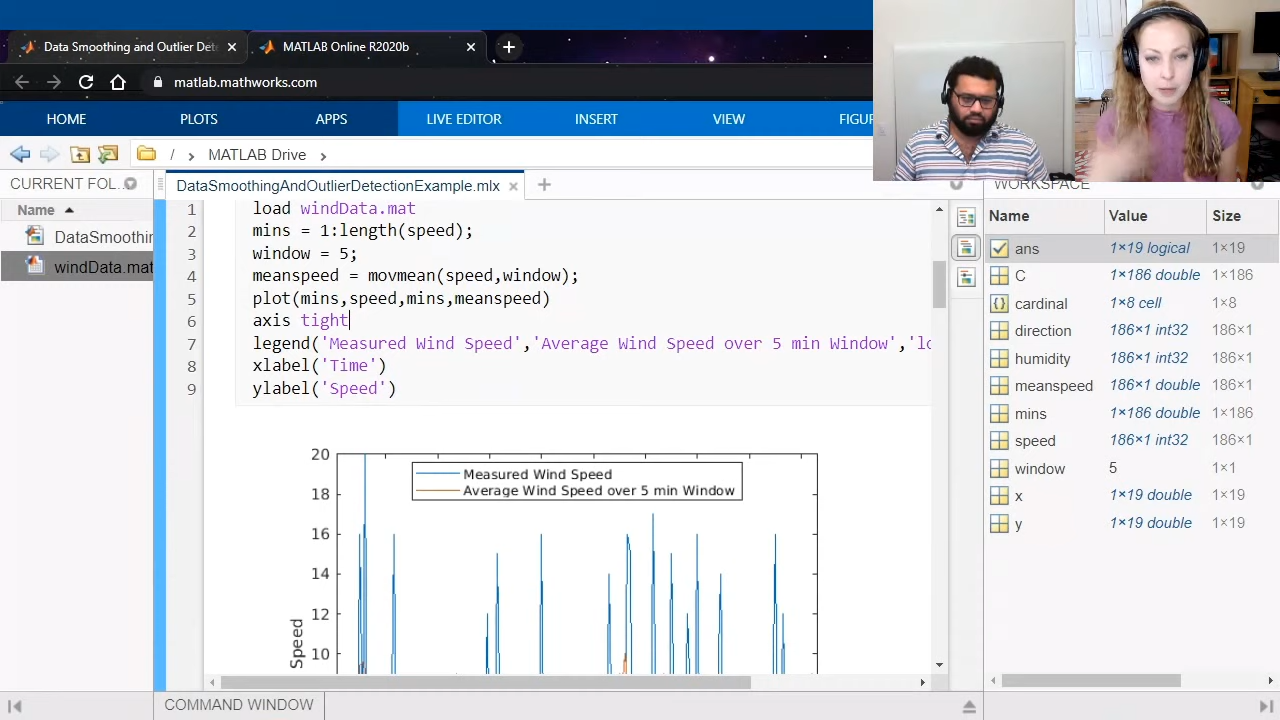 Data Smoothing and Outlier Det
MATLAB Online R2020b
matlab.mathworks.com
HOME PLOTS APPS LIVE EDITOR INSERT VIEW FIGU
/ MATLAB Drive
CURRENT FOL
DataSmoothingAndOutlierDetectionExample.mlx
WORKSPACE
Name
DataSmoothin
windData.mat
1 load windData.mat
2 mins = 1:length(speed);
3 window = 5;
4 meanspeed = movmean(speed,window);
5 plot(mins,speed,mins,meanspeed)
6 axis tight
7 legend('Measured Wind Speed','Average Wind Speed over 5 min Window','lo
8 xlabel('Time')
9 ylabel('Speed')
20
18
16
14
12
10
Speed
Measured Wind Speed
Average Wind Speed over 5 min Window
Name Value Size
ans 1×19 logical 1×19
C 1×186 double 1×186
cardinal 1×8 cell 1×8
direction 186×1 int32 186×1
humidity 186×1 int32 186×1
meanspeed 186×1 double 186×1
mins 1×186 double 1×186
speed 186×1 int32 186×1
window 5 1×1
x 1×19 double 1×19
y 1×19 double 1×19
COMMAND WINDOW